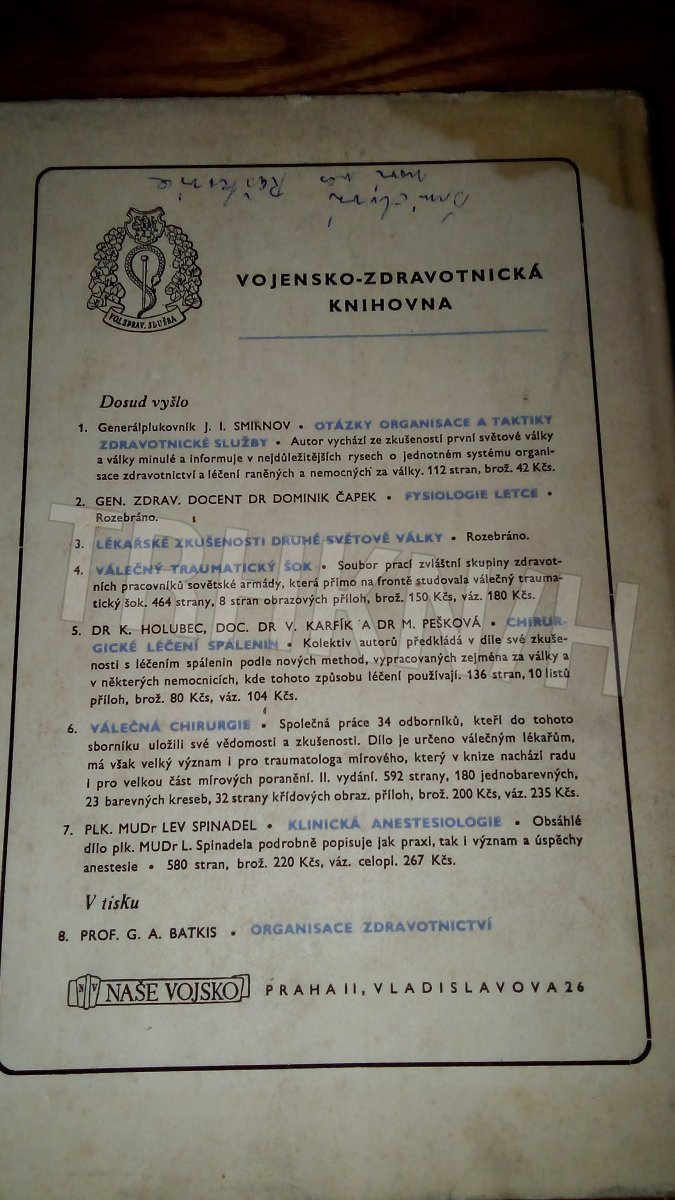 VOJ. ZDRAV. SLUŽBA
VOJENSKO-ZDRAVOTNICKÁ
KNIHOVNA
Dosud vyšlo
1. Generálplukovník J. I. SMIRNOV • OTÁZKY ORGANISACE A TAKTIKY
ZDRAVOTNICKÉ SLUŽBY • Autor vychází ze zkušeností první světové války
a války minulé a informuje v nejdůležitějších rysech o jednotném systému organi-
sace zdravotnictví a léčení raněných a nemocných za války. 112 stran, brož. 42 Kčs.
2. GEN. ZDRAV. DOCENT DR DOMINIK ČAPEK • FYSIOLOGIE LETCE •
Rozebráno.
3. LÉKAŘSKÉ ZKUŠENOSTI DRUHÉ SVĚTOVÉ VÁLKY • Rozebráno.
4. VÁLEČNÝ TRAUMATICKÝ ŠOK • Soubor prací zvláštní skupiny zdravot-
ních pracovníků sovětské armády, která přímo na frontě studovala válečný trauma-
tický šok. 464 strany, 8 stran obrazových příloh, brož. 150 Kčs, váz. 180 Kčs.
5. DR K. HOLUBEC, DOC. DR V. KARFÍK A DR M. PEŠKOVÁ • CHIRUR-
GICKÉ LÉČENÍ SPÁLENIN • Kolektiv autorů předkládá v díle své zkuše-
nosti s léčením spálenin podle nových method, vypracovaných zejména za války a
v některých nemocnicích, kde tohoto způsobu léčení používají. 136 stran, 10 listů
příloh, brož. 80 Kčs, váz. 104 Kčs.
6. VÁLEČNÁ CHIRURGIE • Společná práce 34 odborníků, kteří do tohoto
sborníku uložili své vědomosti a zkušenosti. Dílo je určeno válečným lékařům,
má však velký význam i pro traumatologa mírového, který v knize nachází radu
i pro velkou část mírových poranění. II. vydání. 592 strany, 180 jednobarevných,
23 barevných kreseb, 32 strany křídových obraz. příloh, brož. 200 Kčs, váz. 235 Kčs.
7. PLK. MUDr LEV SPINADEL • KLINICKÁ ANESTESIOLOGIE • Obsáhlé
dílo plk. MUDr L. Spinadela podrobně popisuje jak praxi, tak i význam a úspěchy
anestesie • 580 stran, brož. 220 Kčs, váz. celopl. 267 Kčs.
V tisku
8. PROF. G. A. BATKIS • ORGANISACE ZDRAVOTNICTVÍ
NV NAŠE VOJSKO PRAHA II, VLADISLAVOVA 26